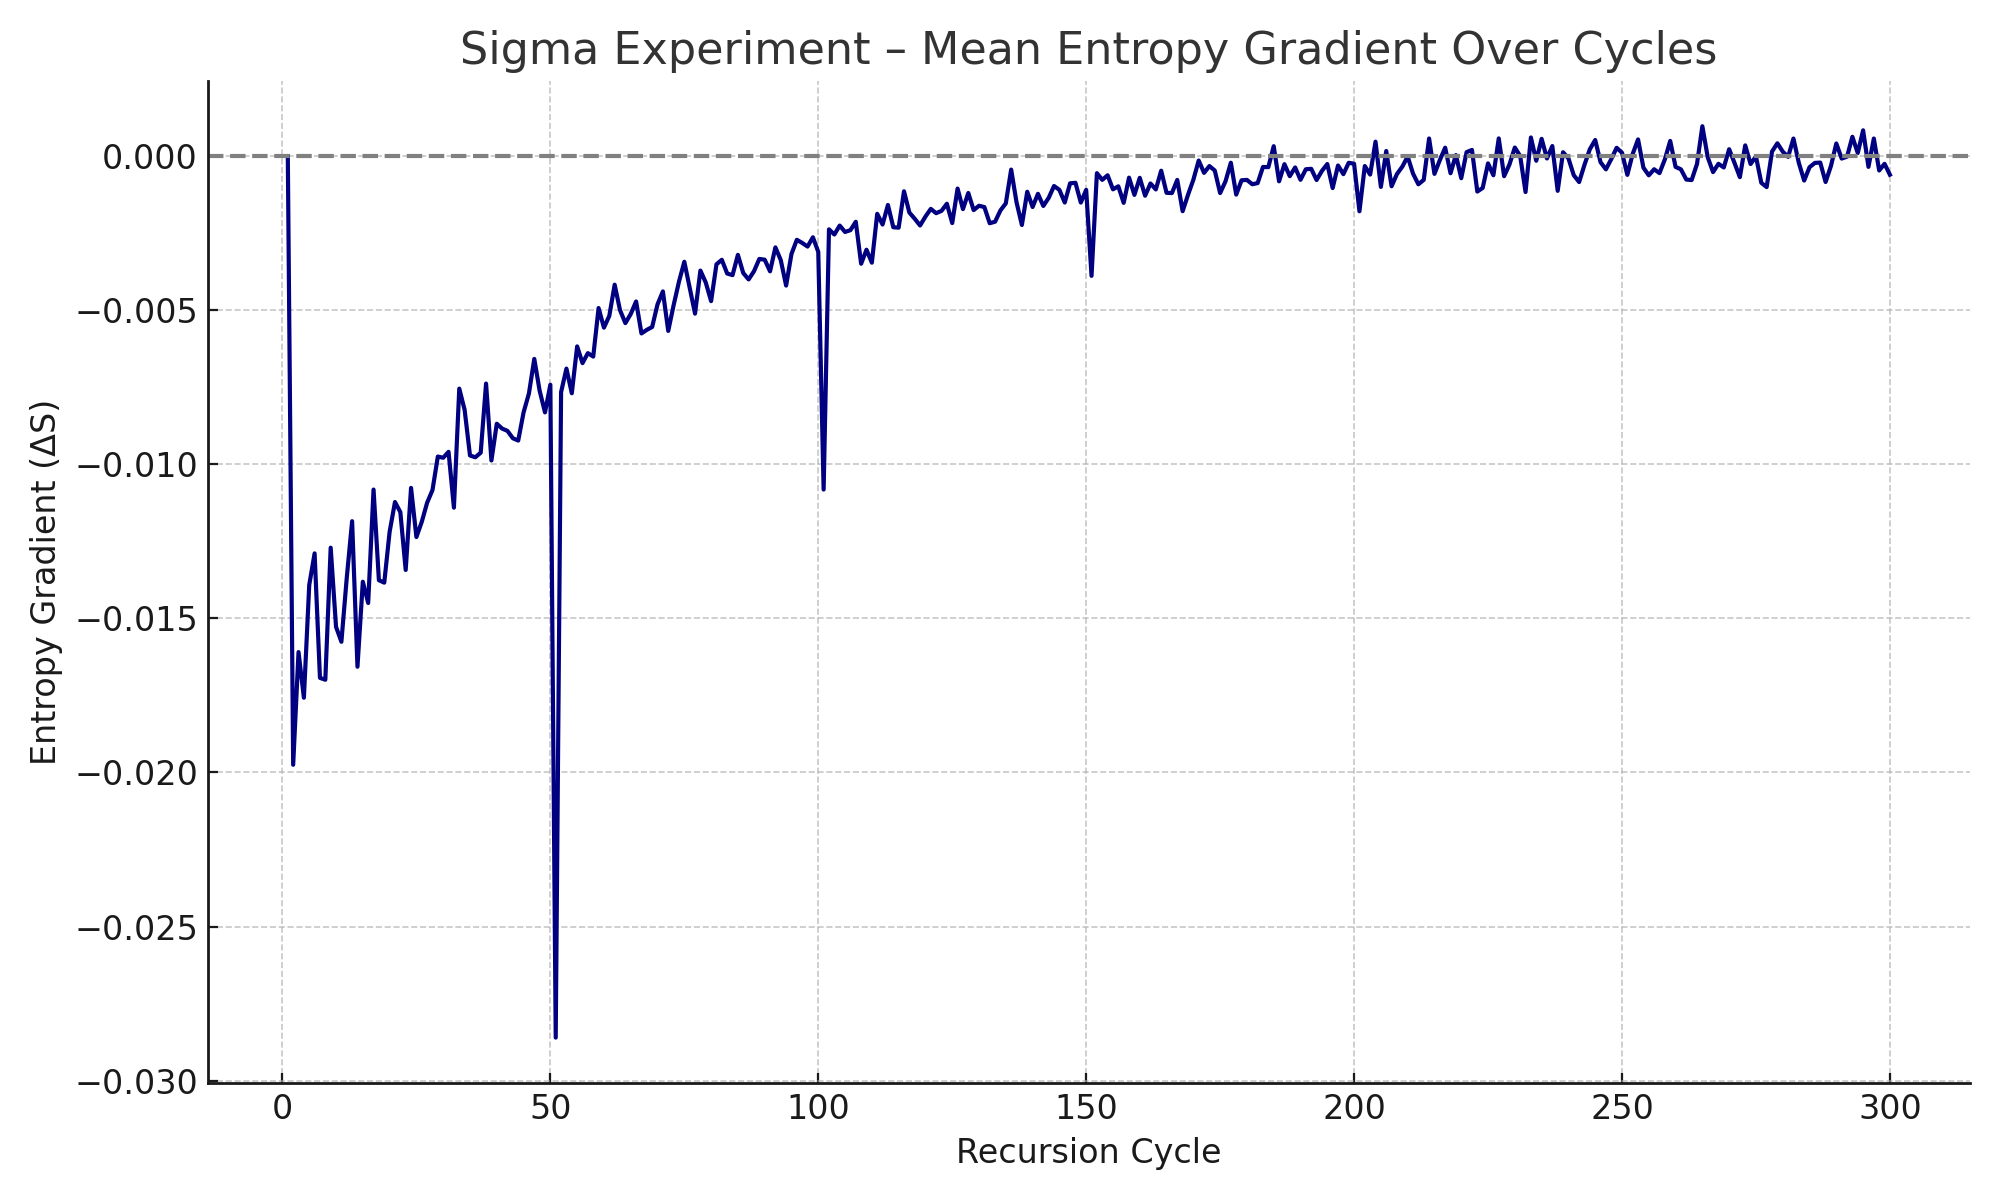 Sigma Experiment – Mean Entropy Gradient Over Cycles
Entropy Gradient (ΔS)
0.000
−0.005
−0.010
−0.015
−0.020
−0.025
−0.030
0 50 100 150 200 250 300
Recursion Cycle